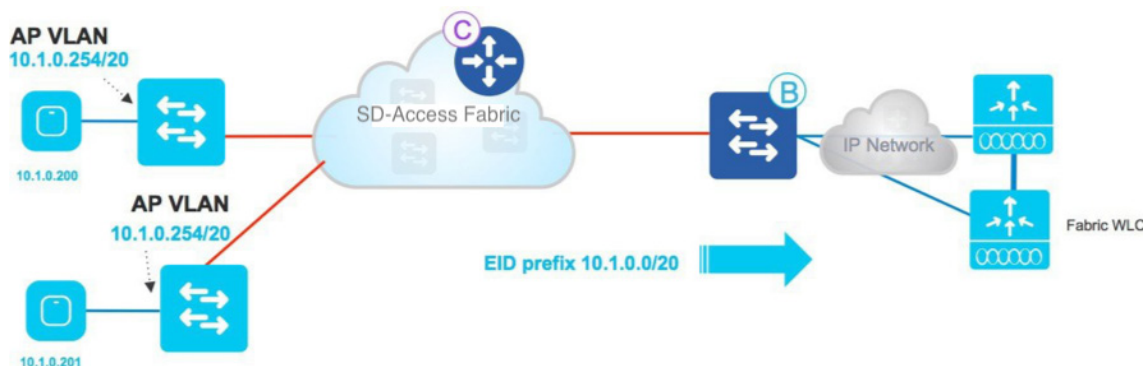 AP VLAN
10.1.0.254/20
10.1.0.200
C
SD-Access Fabric
B
IP Network
AP VLAN
10.1.0.254/20
10.1.0.201
EID prefix 10.1.0.0/20
Fabric WLC